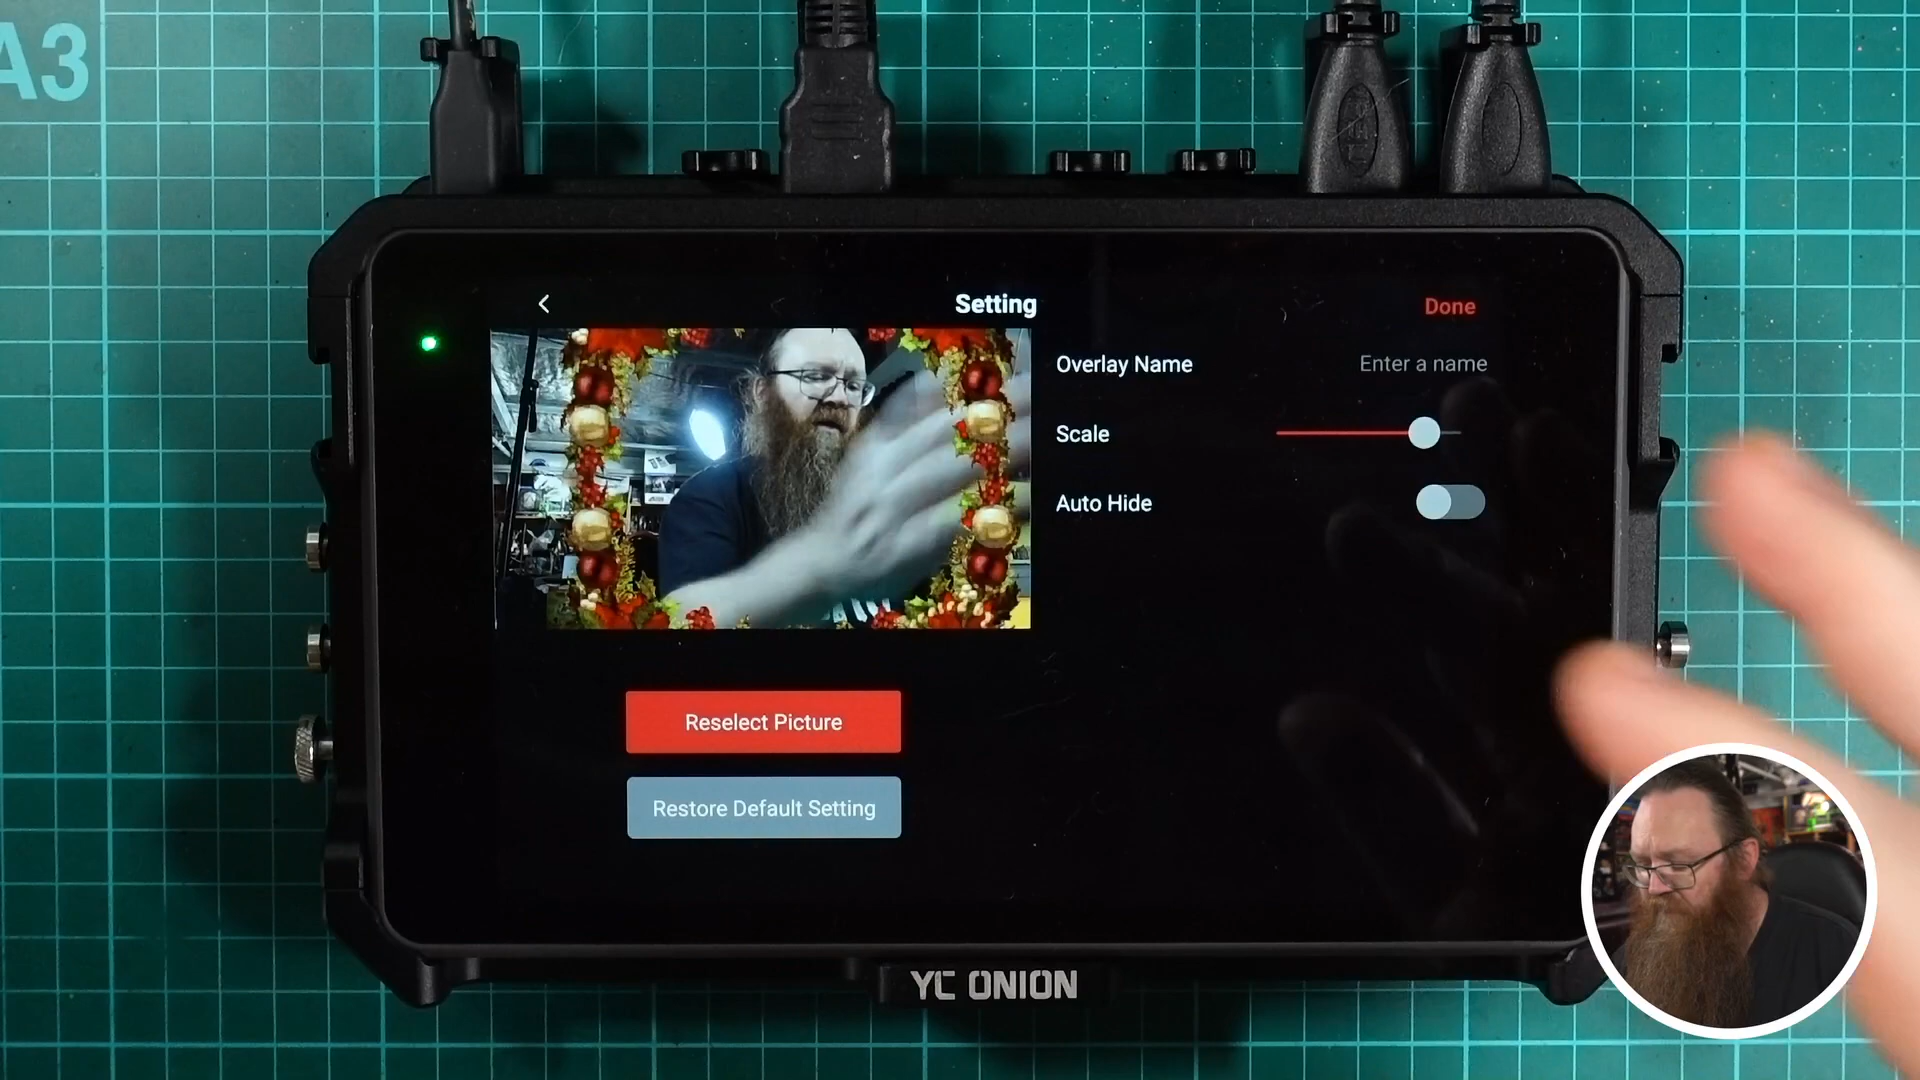 A3
Setting
Done
Overlay Name
Enter a name
Scale
Auto Hide
Reselect Picture
Restore Default Setting
YC ONION